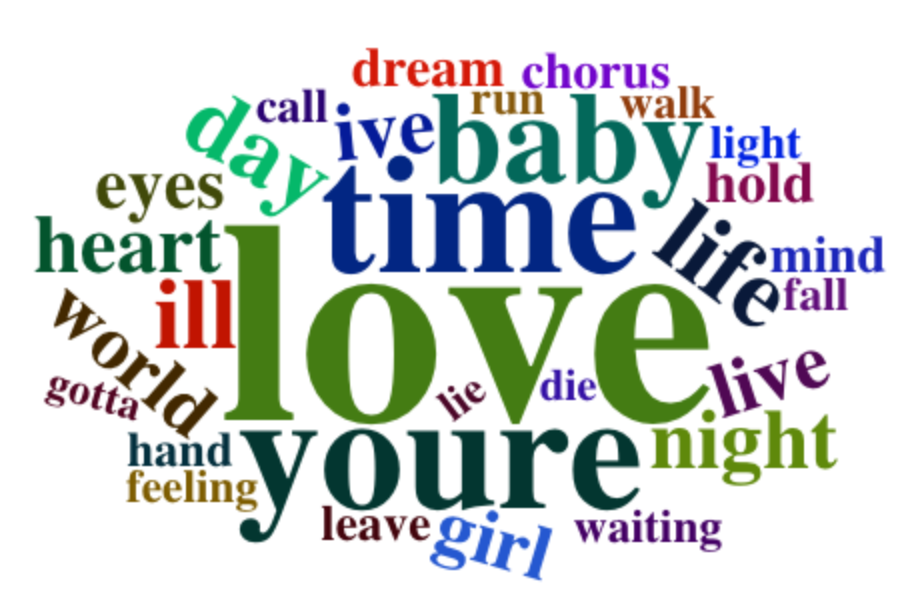 dream
chorus
call
run
walk
day
ive
baby
light
eyes
time
hold
heart
life
mind
ill
love
fall
world
gotta
lie
die
live
hand
youre
night
feeling
leave
girl
waiting